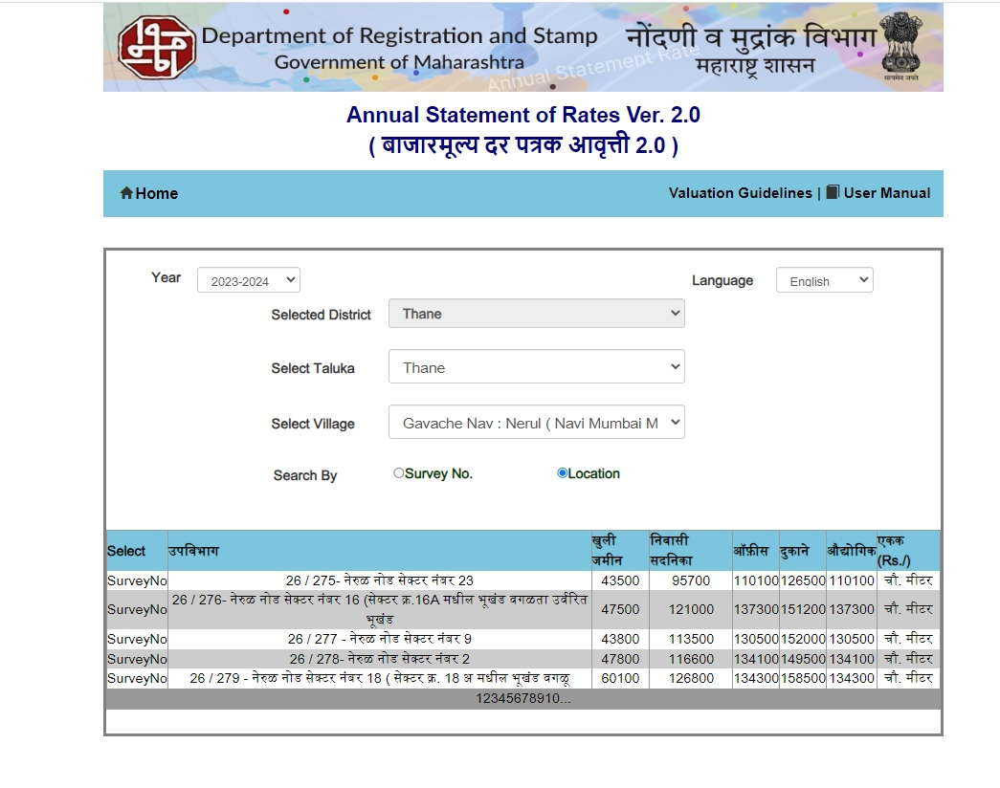 Department of Registration and Stamp
Government of Maharashtra
नोंदणी व मुद्रांक विभाग
महाराष्ट्र शासन
सत्यमेव जयते
Annual Statement Rate
Annual Statement of Rates Ver. 2.0
( बाजारमूल्य दर पत्रक आवृत्ती 2.0 )
Home Valuation Guidelines | User Manual
Year 2023-2024 Language English
Selected District Thane
Select Taluka Thane
Select Village Gavache Nav : Nerul ( Navi Mumbai M
Search By Survey No. Location
Select उपविभाग खुली जमीन निवासी सदनिका ऑफ़ीस दुकाने औद्योगिक एकक (Rs./)
SurveyNo 26 / 275- नेरुळ नोड सेक्टर नंबर 23 43500 95700 110100 126500 110100 चौ. मीटर
SurveyNo 26 / 276- नेरुळ नोड सेक्टर नंबर 16 (सेक्टर क्र.16A मधील भूखंड वगळता उर्वरित भूखंड 47500 121000 137300 151200 137300 चौ. मीटर
SurveyNo 26 / 277 - नेरुळ नोड सेक्टर नंबर 9 43800 113500 130500 152000 130500 चौ. मीटर
SurveyNo 26 / 278- नेरुळ नोड सेक्टर नंबर 2 47800 116600 134100 149500 134100 चौ. मीटर
SurveyNo 26 / 279 - नेरुळ नोड सेक्टर नंबर 18 ( सेक्टर क्र. 18 अ मधील भूखंड वगळू 60100 126800 134300 158500 134300 चौ. मीटर
12345678910...